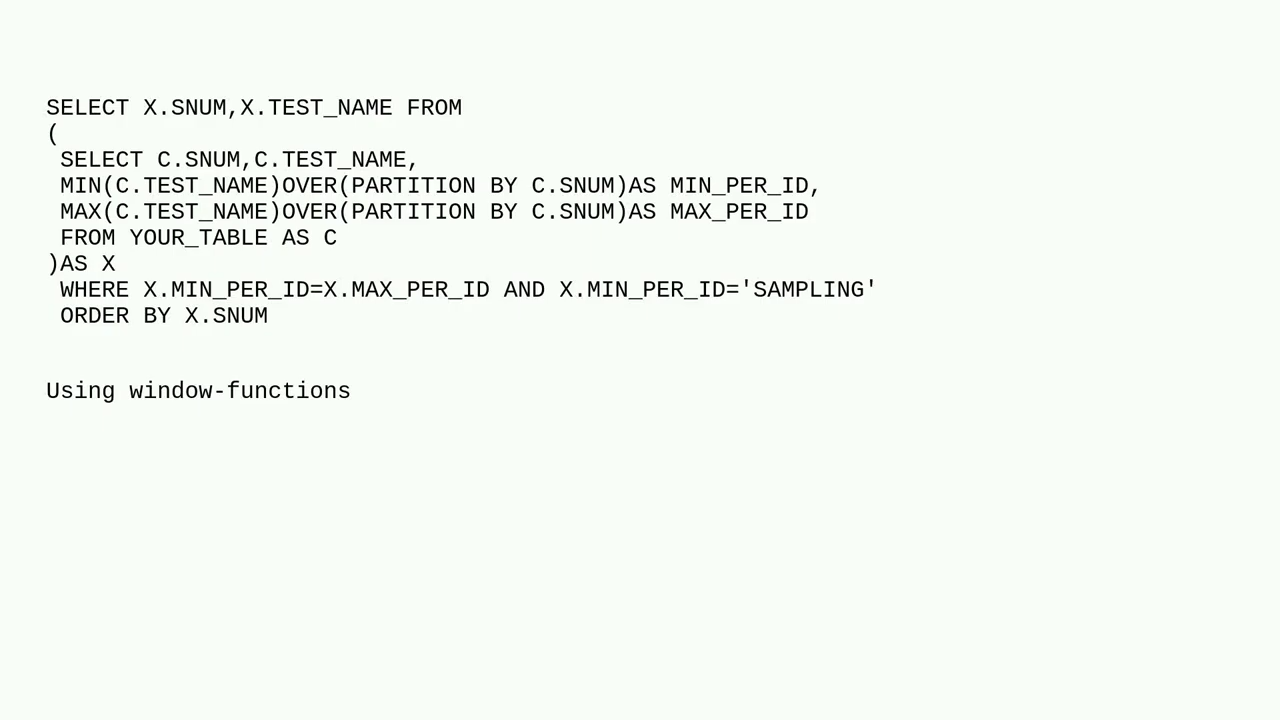 SELECT X.SNUM,X.TEST_NAME FROM
(
 SELECT C.SNUM,C.TEST_NAME,
 MIN(C.TEST_NAME)OVER(PARTITION BY C.SNUM)AS MIN_PER_ID,
 MAX(C.TEST_NAME)OVER(PARTITION BY C.SNUM)AS MAX_PER_ID
 FROM YOUR_TABLE AS C
)AS X
 WHERE X.MIN_PER_ID=X.MAX_PER_ID AND X.MIN_PER_ID='SAMPLING'
 ORDER BY X.SNUM
Using window-functions